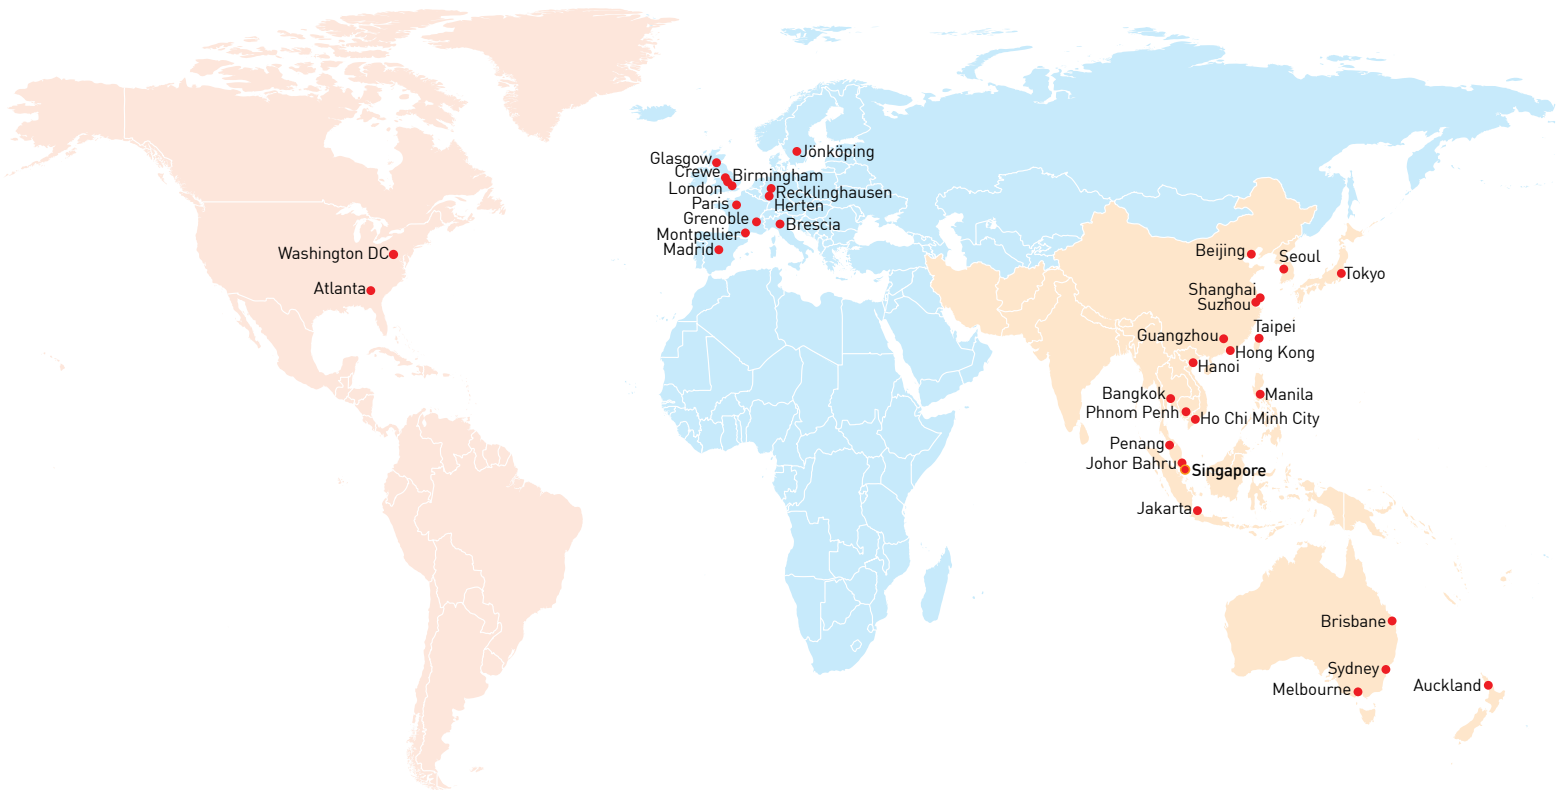 Jönköping
Glasgow
Crewe
Birmingham
London
Recklinghausen
Paris
Herten
Grenoble
Brescia
Montpellier
Madrid
Washington DC
Atlanta
Beijing
Seoul
Tokyo
Shanghai
Suzhou
Taipei
Guangzhou
Hong Kong
Hanoi
Bangkok
Manila
Phnom Penh
Ho Chi Minh City
Penang
Johor Bahru
Singapore
Jakarta
Brisbane
Sydney
Melbourne
Auckland